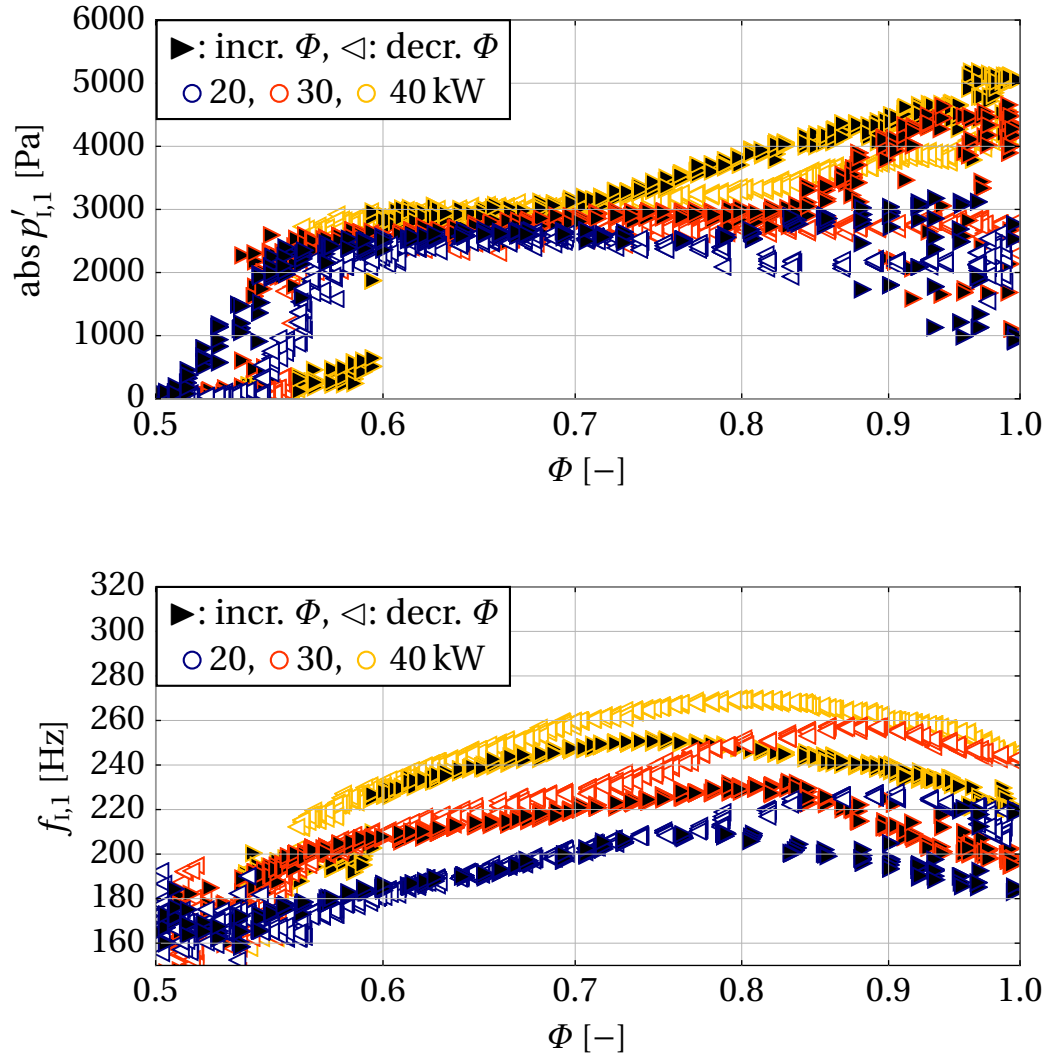 6000
5000
4000
3000
2000
1000
0
abs p′I,1 [Pa]
▶: incr. Φ, ◁: decr. Φ
○ 20, ○ 30, ○ 40 kW
0.5 0.6 0.7 0.8 0.9 1.0
Φ [−]
320
300
280
260
240
220
200
180
160
fI,1 [Hz]
▶: incr. Φ, ◁: decr. Φ
○ 20, ○ 30, ○ 40 kW
0.5 0.6 0.7 0.8 0.9 1.0
Φ [−]